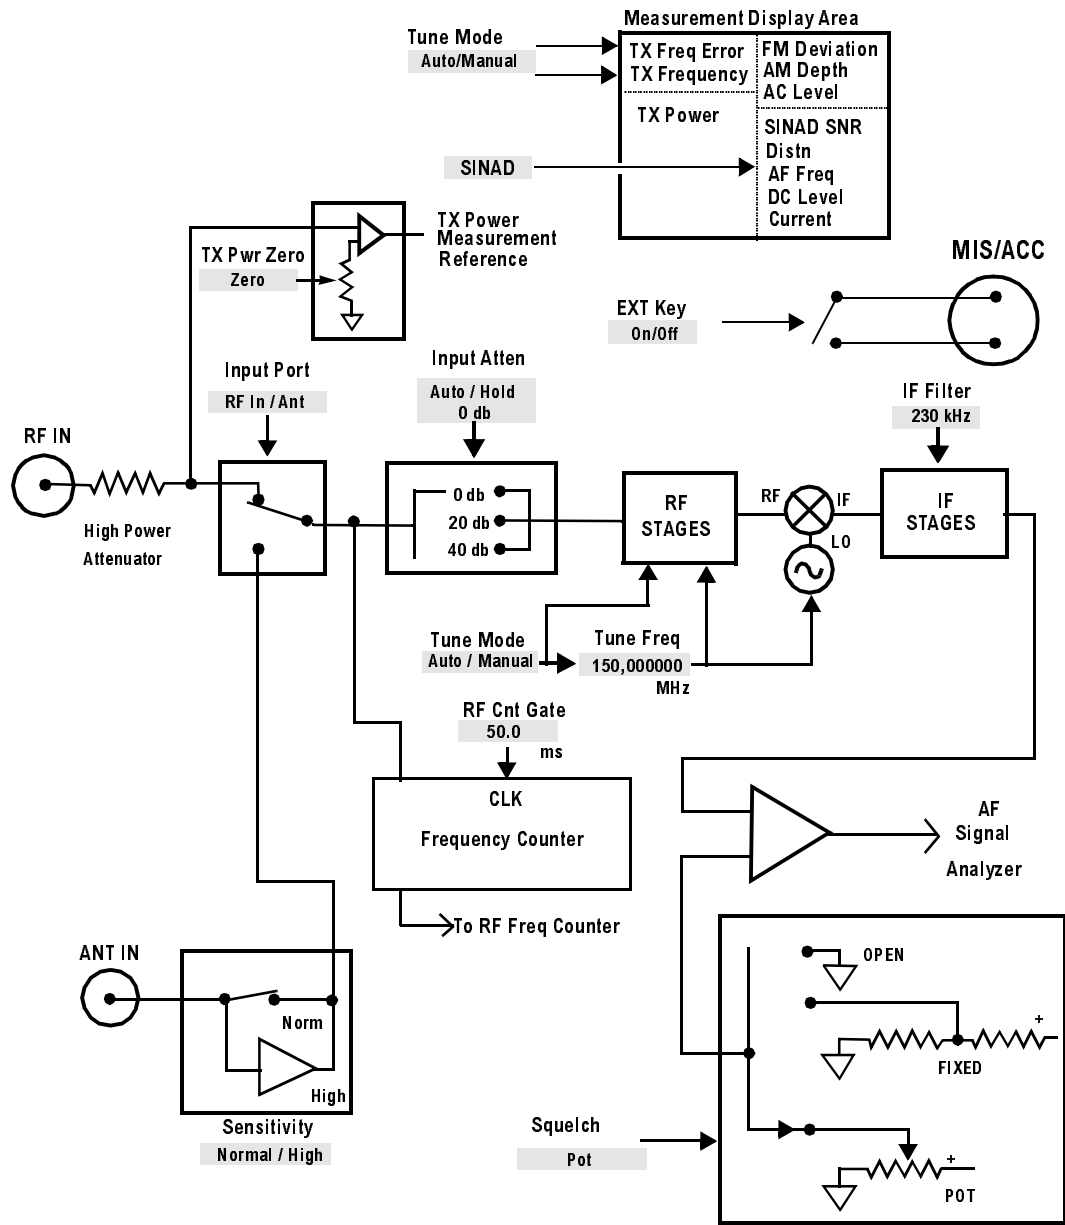 Measurement Display Area
Tune Mode
Auto/Manual
TX Freq Error
TX Frequency
TX Power
FM Deviation
AM Depth
AC Level
SINAD SNR
Distn
AF Freq
DC Level
Current
SINAD
TX Power
Measurement
Reference
TX Pwr Zero
Zero
MIS/ACC
EXT Key
On/Off
Input Port
RF In / Ant
Input Atten
Auto / Hold
0 db
IF Filter
230 kHz
RF IN
High Power
Attenuator
0 db
20 db
40 db
RF
STAGES
RF
IF
LO
IF
STAGES
Tune Mode
Auto / Manual
Tune Freq
150,000000
MHz
RF Cnt Gate
50.0
ms
CLK
Frequency Counter
To RF Freq Counter
AF
Signal
Analyzer
ANT IN
Norm
High
Sensitivity
Normal / High
Squelch
Pot
OPEN
+
FIXED
+
POT